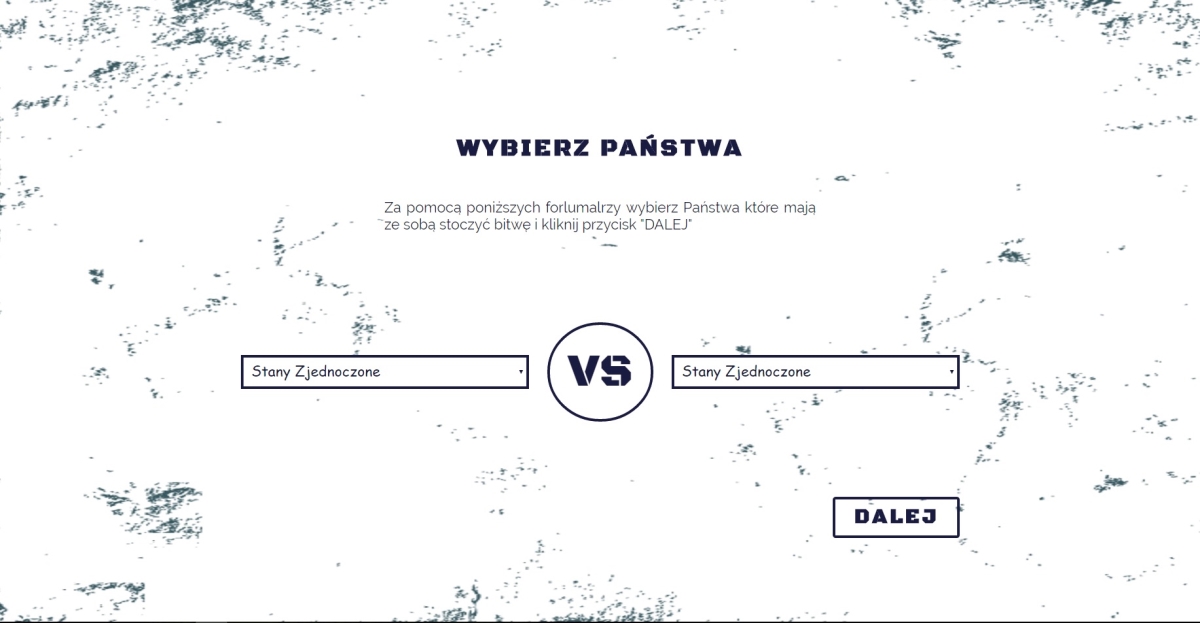 WYBIERZ PAŃSTWA
Za pomocą poniższych forlumalrzy wybierz Państwa które mają
ze sobą stoczyć bitwę i kliknij przycisk "DALEJ"
Stany Zjednoczone
VS
Stany Zjednoczone
DALEJ